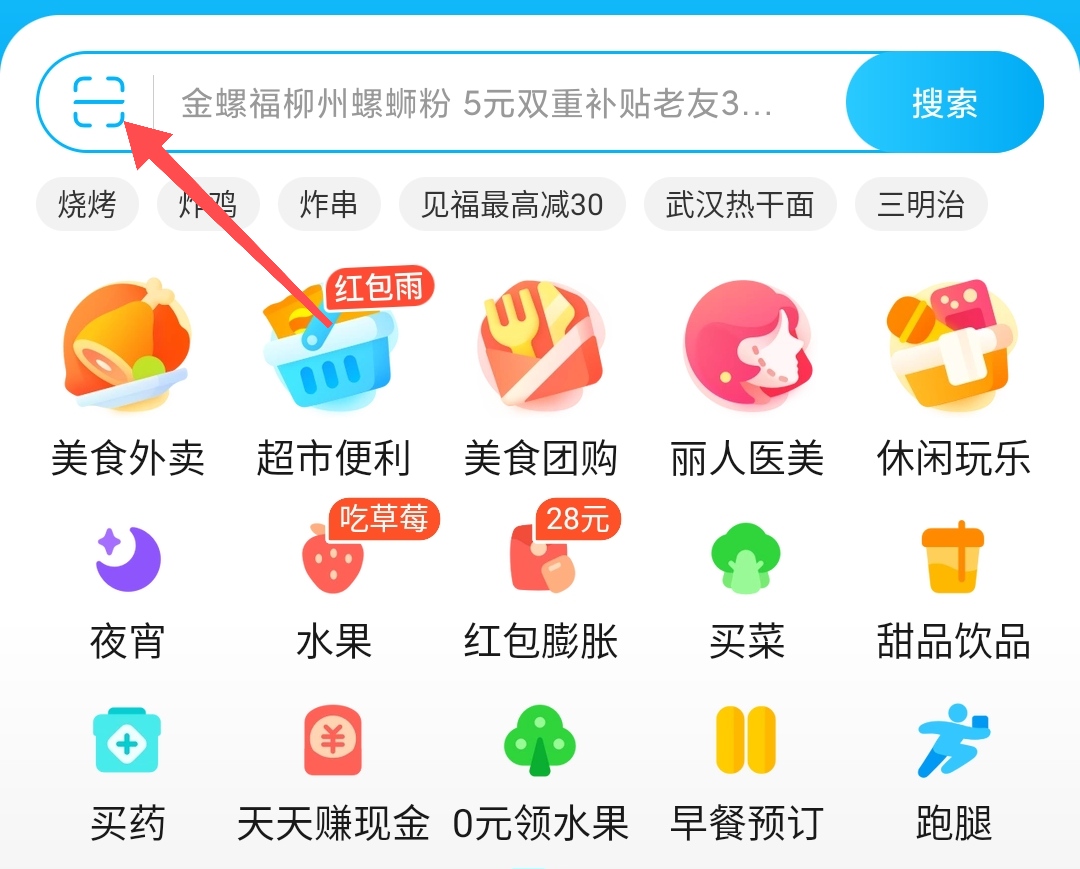 金螺福柳州螺蛳粉 5元双重补贴老友3...
搜索
烧烤 炸鸡 炸串 见福最高减30 武汉热干面 三明治
红包雨
美食外卖 超市便利 美食团购 丽人医美 休闲玩乐
吃草莓 28元
夜宵 水果 红包膨胀 买菜 甜品饮品
买药 天天赚现金 0元领水果 早餐预订 跑腿